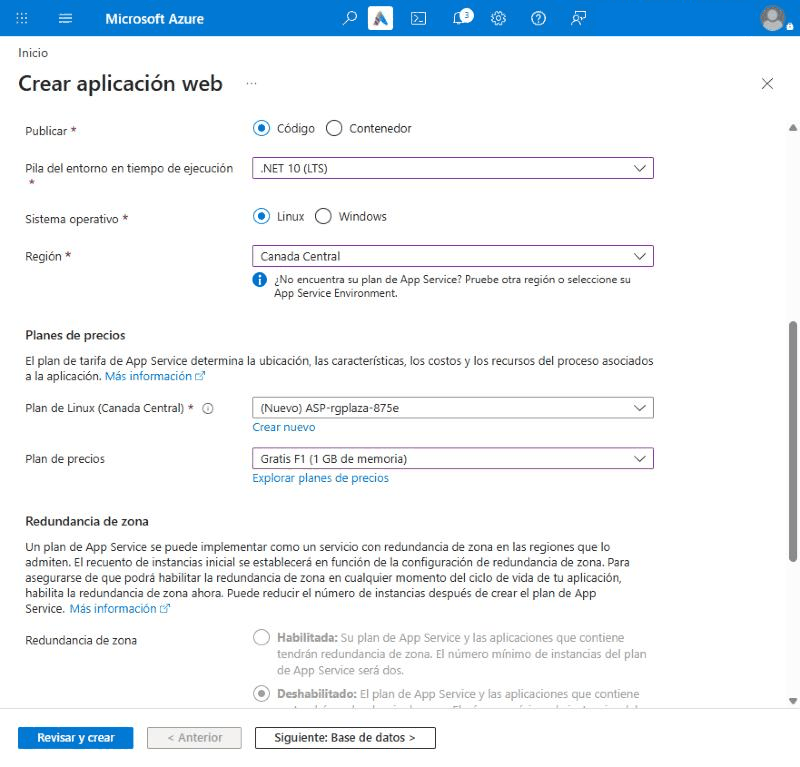 Microsoft Azure
3
Inicio
Crear aplicación web
...
Publicar *
Código
Contenedor
Pila del entorno en tiempo de ejecución
*
.NET 10 (LTS)
Sistema operativo *
Linux
Windows
Región *
Canada Central
¿No encuentra su plan de App Service? Pruebe otra región o seleccione su
App Service Environment.
Planes de precios
El plan de tarifa de App Service determina la ubicación, las características, los costos y los recursos del proceso asociados
a la aplicación. Más información
Plan de Linux (Canada Central) *
(Nuevo) ASP-rgplaza-875e
Crear nuevo
Plan de precios
Gratis F1 (1 GB de memoria)
Explorar planes de precios
Redundancia de zona
Un plan de App Service se puede implementar como un servicio con redundancia de zona en las regiones que lo
admiten. El recuento de instancias inicial se establecerá en función de la configuración de redundancia de zona. Para
asegurarse de que podrá habilitar la redundancia de zona en cualquier momento del ciclo de vida de tu aplicación,
habilita la redundancia de zona ahora. Puede reducir el número de instancias después de crear el plan de App
Service. Más información
Redundancia de zona
Habilitada: Su plan de App Service y las aplicaciones que contiene
tendrán redundancia de zona. El número mínimo de instancias del plan
de App Service será dos.
Deshabilitado: El plan de App Service y las aplicaciones que contiene
Revisar y crear
< Anterior
Siguiente: Base de datos >